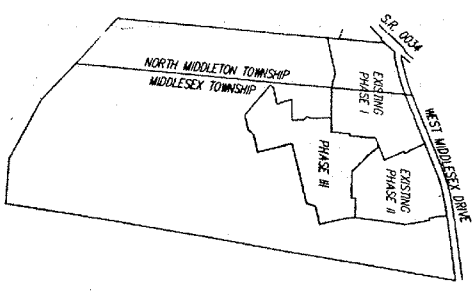 S.R. 0034
NORTH MIDDLETON TOWNSHIP
MIDDLESEX TOWNSHIP
EXISTING
PHASE I
WEST MIDDLESEX DRIVE
PHASE III
EXISTING
PHASE II